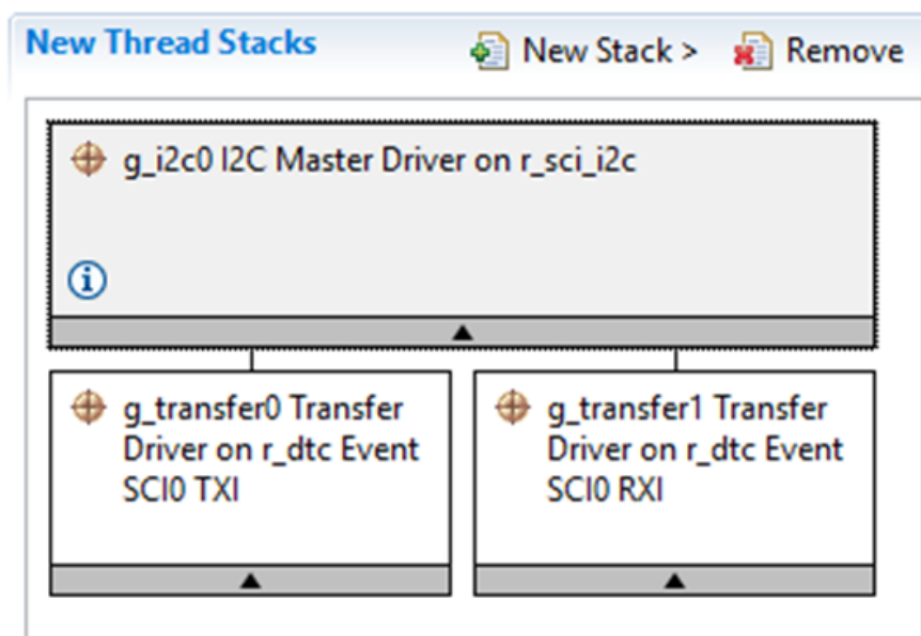 New Thread Stacks New Stack > Remove
g_i2c0 I2C Master Driver on r_sci_i2c
g_transfer0 Transfer
Driver on r_dtc Event
SCI0 TXI
g_transfer1 Transfer
Driver on r_dtc Event
SCI0 RXI